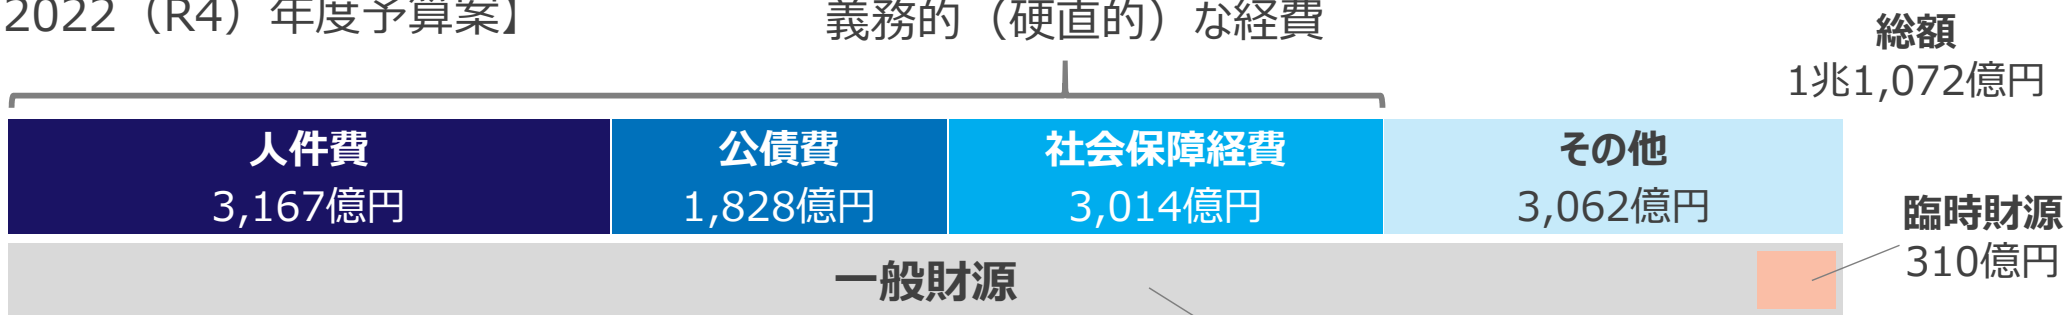 2022（R4）年度予算案】
義務的（硬直的）な経費
総額
1兆1,072億円
人件費
3,167億円
公債費
1,828億円
社会保障経費
3,014億円
その他
3,062億円
臨時財源
310億円
一般財源